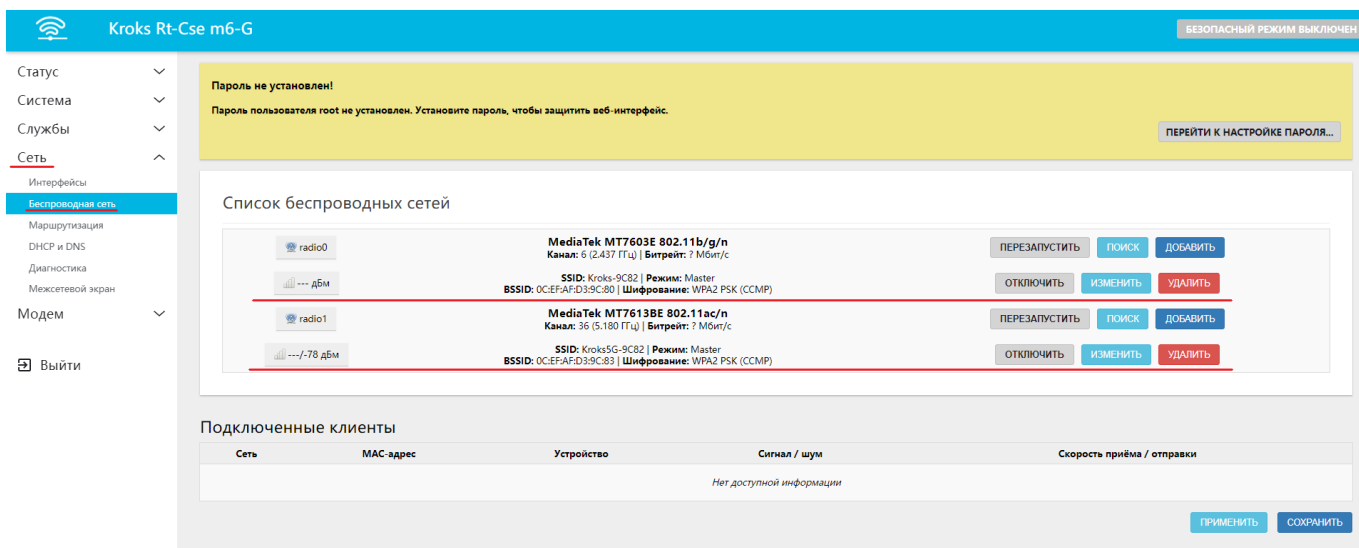 Kroks Rt-Cse m6-G
БЕЗОПАСНЫЙ РЕЖИМ ВЫКЛЮЧЕН
Статус
Система
Службы
Сеть
Интерфейсы
Беспроводная сеть
Маршрутизация
DHCP и DNS
Диагностика
Межсетевой экран
Модем
Выйти
Пароль не установлен!
Пароль пользователя root не установлен. Установите пароль, чтобы защитить веб-интерфейс.
ПЕРЕЙТИ К НАСТРОЙКЕ ПАРОЛЯ...
Список беспроводных сетей
radio0
MediaTek MT7603E 802.11b/g/n
Канал: 6 (2.437 ГГц) | Битрейт: ? Мбит/с
ПЕРЕЗАПУСТИТЬ ПОИСК ДОБАВИТЬ
--- дБм
SSID: Kroks-9C82 | Режим: Master
BSSID: 0C:EF:AF:D3:9C:80 | Шифрование: WPA2 PSK (CCMP)
ОТКЛЮЧИТЬ ИЗМЕНИТЬ УДАЛИТЬ
radio1
MediaTek MT7613BE 802.11ac/n
Канал: 36 (5.180 ГГц) | Битрейт: ? Мбит/с
ПЕРЕЗАПУСТИТЬ ПОИСК ДОБАВИТЬ
---/-78 дБм
SSID: Kroks5G-9C82 | Режим: Master
BSSID: 0C:EF:AF:D3:9C:83 | Шифрование: WPA2 PSK (CCMP)
ОТКЛЮЧИТЬ ИЗМЕНИТЬ УДАЛИТЬ
Подключенные клиенты
Сеть MAC-адрес Устройство Сигнал / шум Скорость приёма / отправки
Нет доступной информации
ПРИМЕНИТЬ СОХРАНИТЬ